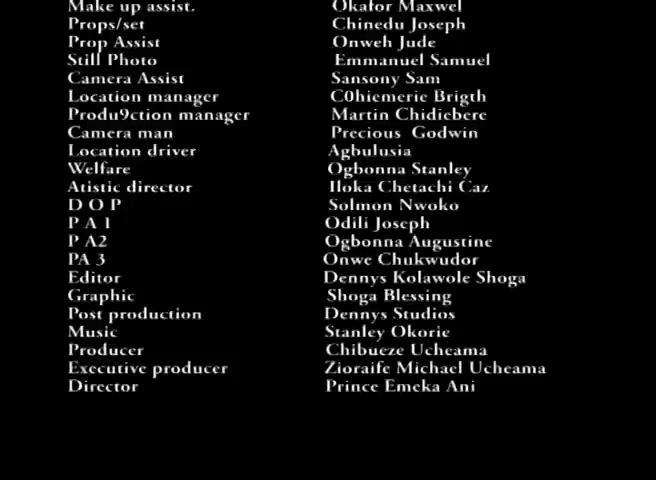 Make up assist. Okafor Maxwel
Props/set Chinedu Joseph
Prop Assist Onweh Jude
Still Photo Emmanuel Samuel
Camera Assist Sansony Sam
Location manager C0hiemerie Brigth
Produ9ction manager Martin Chidiebere
Camera man Precious Godwin
Location driver Agbulusia
Welfare Ogbonna Stanley
Atistic director Iloka Chetachi Caz
D O P Solmon Nwoko
P A 1 Odili Joseph
P A2 Ogbonna Augustine
PA 3 Onwe Chukwudor
Editor Dennys Kolawole Shoga
Graphic Shoga Blessing
Post production Dennys Studios
Music Stanley Okorie
Producer Chibueze Ucheama
Executive producer Zioraife Michael Ucheama
Director Prince Emeka Ani